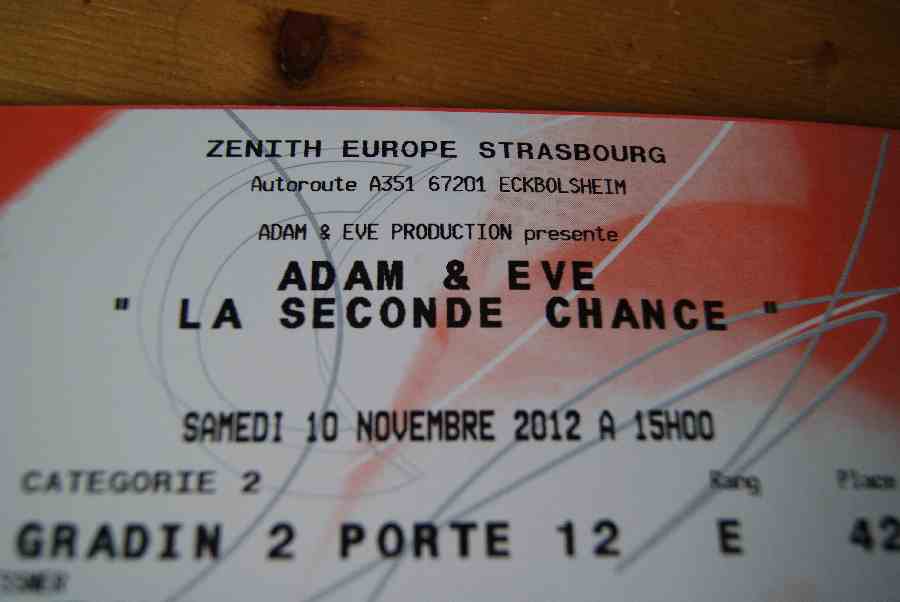 ZENITH EUROPE STRASBOURG
Autoroute A351 67201 ECKBOLSHEIM
ADAM & EVE PRODUCTION presente
ADAM & EVE
" LA SECONDE CHANCE "
SAMEDI 10 NOVEMBRE 2012 A 15H00
CATEGORIE 2 Rang Place
GRADIN 2 PORTE 12 E 42